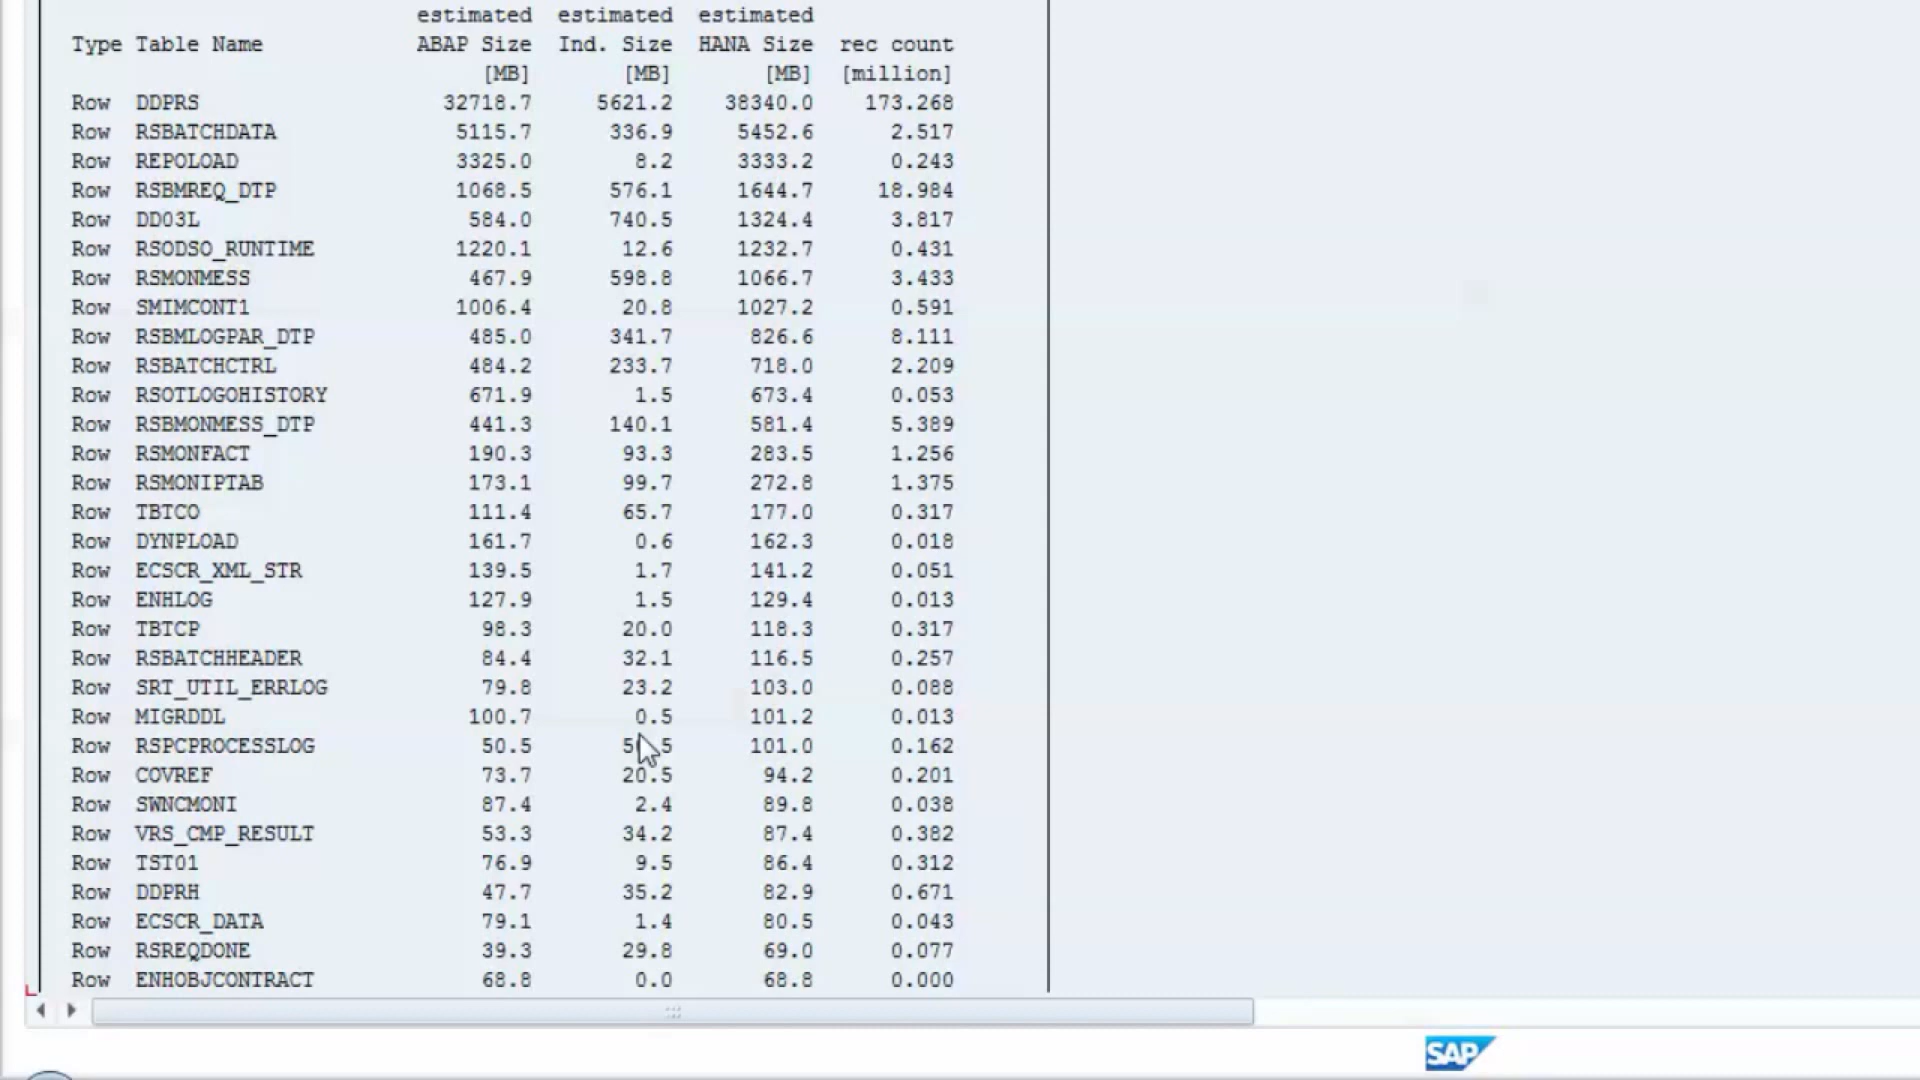 estimated estimated estimated
Type Table Name ABAP Size Ind. Size HANA Size rec count
[MB] [MB] [MB] [million]
Row DDPRS 32718.7 5621.2 38340.0 173.268
Row RSBATCHDATA 5115.7 336.9 5452.6 2.517
Row REPOLOAD 3325.0 8.2 3333.2 0.243
Row RSBMREQ_DTP 1068.5 576.1 1644.7 18.984
Row DD03L 584.0 740.5 1324.4 3.817
Row RSODSO_RUNTIME 1220.1 12.6 1232.7 0.431
Row RSMONMESS 467.9 598.8 1066.7 3.433
Row SMIMCONT1 1006.4 20.8 1027.2 0.591
Row RSBMLOGPAR_DTP 485.0 341.7 826.6 8.111
Row RSBATCHCTRL 484.2 233.7 718.0 2.209
Row RSOTLOGOHISTORY 671.9 1.5 673.4 0.053
Row RSBMONMESS_DTP 441.3 140.1 581.4 5.389
Row RSMONFACT 190.3 93.3 283.5 1.256
Row RSMONIPTAB 173.1 99.7 272.8 1.375
Row TBTCO 111.4 65.7 177.0 0.317
Row DYNPLOAD 161.7 0.6 162.3 0.018
Row ECSCR_XML_STR 139.5 1.7 141.2 0.051
Row ENHLOG 127.9 1.5 129.4 0.013
Row TBTCP 98.3 20.0 118.3 0.317
Row RSBATCHHEADER 84.4 32.1 116.5 0.257
Row SRT_UTIL_ERRLOG 79.8 23.2 103.0 0.088
Row MIGRDDL 100.7 0.5 101.2 0.013
Row RSPCPROCESSLOG 50.5 101.0 0.162
Row COVREF 73.7 20.5 94.2 0.201
Row SWNCMONI 87.4 2.4 89.8 0.038
Row VRS_CMP_RESULT 53.3 34.2 87.4 0.382
Row TST01 76.9 9.5 86.4 0.312
Row DDPRH 47.7 35.2 82.9 0.671
Row ECSCR_DATA 79.1 1.4 80.5 0.043
Row RSREQDONE 39.3 29.8 69.0 0.077
Row ENHOBJCONTRACT 68.8 0.0 68.8 0.000
SAP